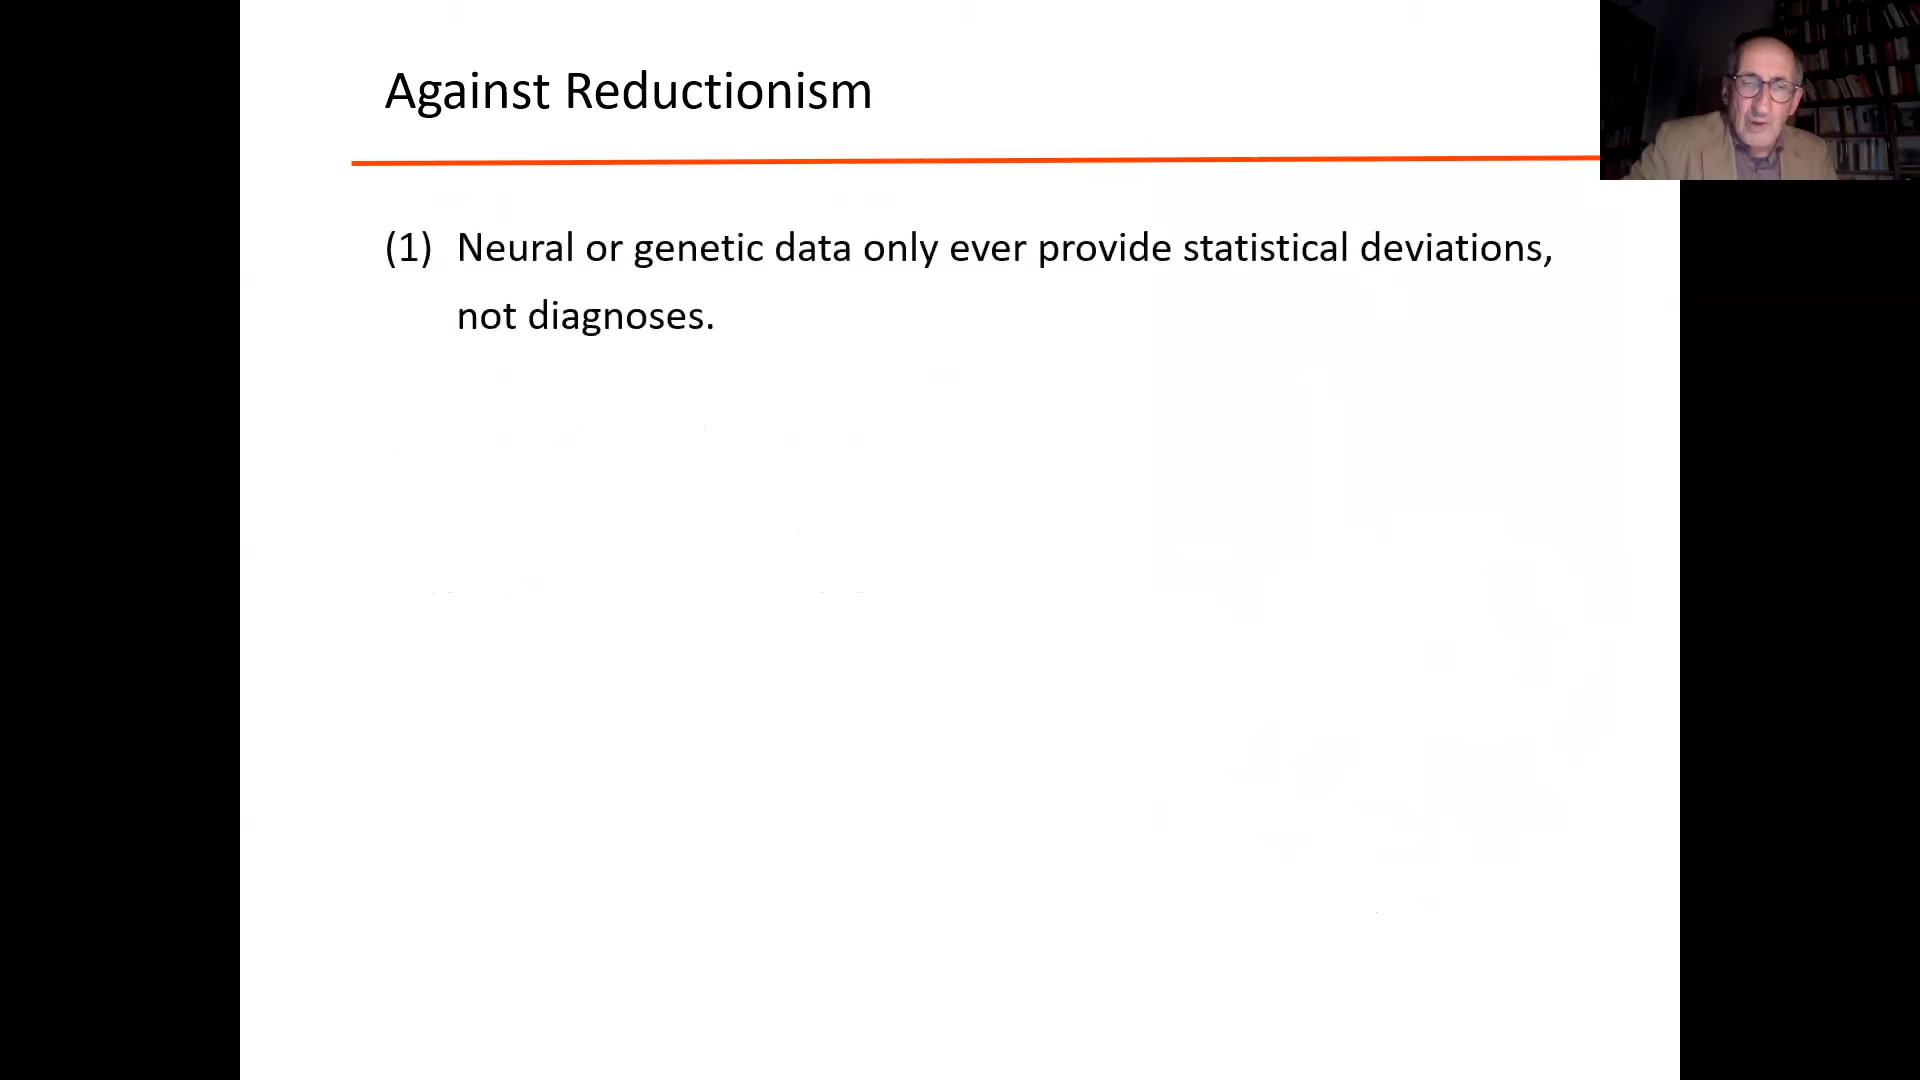 Against Reductionism
(1) Neural or genetic data only ever provide statistical deviations,
not diagnoses.